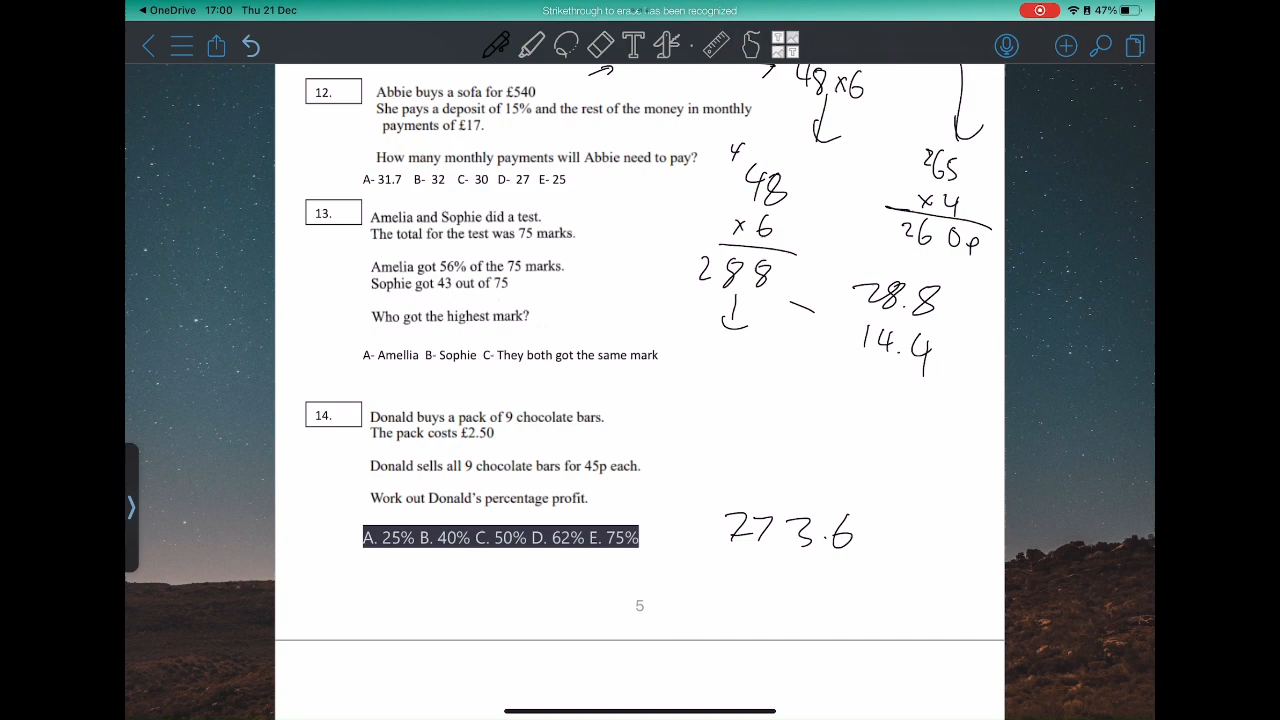 OneDrive 17:00 Thu 21 Dec
Strikethrough to erase has been recognized
47%
48 x 6
12. Abbie buys a sofa for £540
She pays a deposit of 15% and the rest of the money in monthly
payments of £17.
How many monthly payments will Abbie need to pay?
A- 31.7 B- 32 C- 30 D- 27 E- 25
4
48
x 6
288
265
x 4
260p
13. Amelia and Sophie did a test.
The total for the test was 75 marks.
Amelia got 56% of the 75 marks.
Sophie got 43 out of 75
Who got the highest mark?
A- Amellia B- Sophie C- They both got the same mark
28.8
14.4
14. Donald buys a pack of 9 chocolate bars.
The pack costs £2.50
Donald sells all 9 chocolate bars for 45p each.
Work out Donald's percentage profit.
A. 25% B. 40% C. 50% D. 62% E. 75%
273.6
5